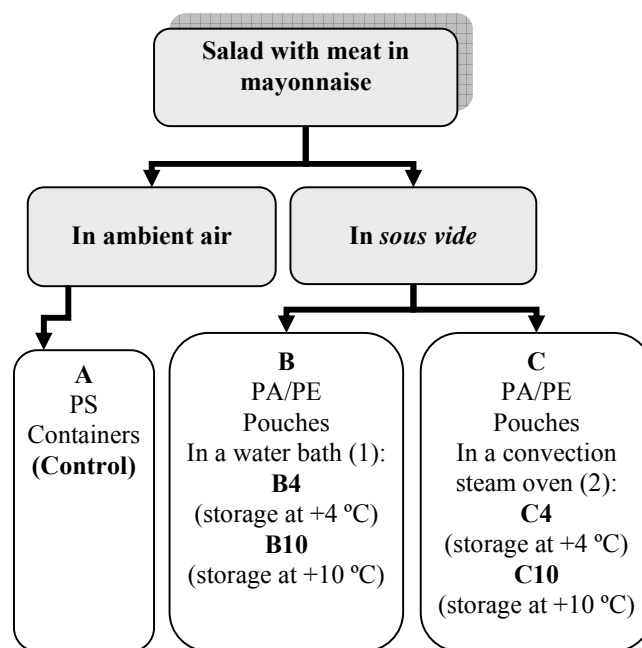 Salad with meat in
mayonnaise
In ambient air
In sous vide
A
PS
Containers
(Control)
B
PA/PE
Pouches
In a water bath (1):
B4
(storage at +4 ºC)
B10
(storage at +10 ºC)
C
PA/PE
Pouches
In a convection
steam oven (2):
C4
(storage at +4 ºC)
C10
(storage at +10 ºC)